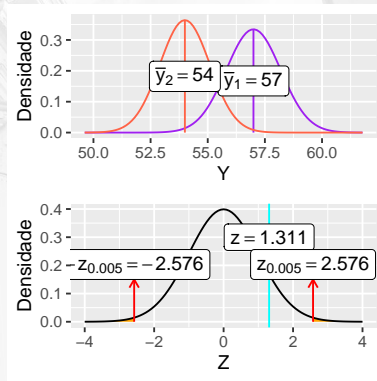 Densidade
0.3
0.2
0.1
0.0
y̅₂ = 54
y̅₁ = 57
50.0 52.5 55.0 57.5 60.0
Y
Densidade
0.4
0.3
0.2
0.1
0.0
z = 1.311
− z₀.₀₀₅ = − 2.576
z₀.₀₀₅ = 2.576
−4 −2 0 2 4
Z